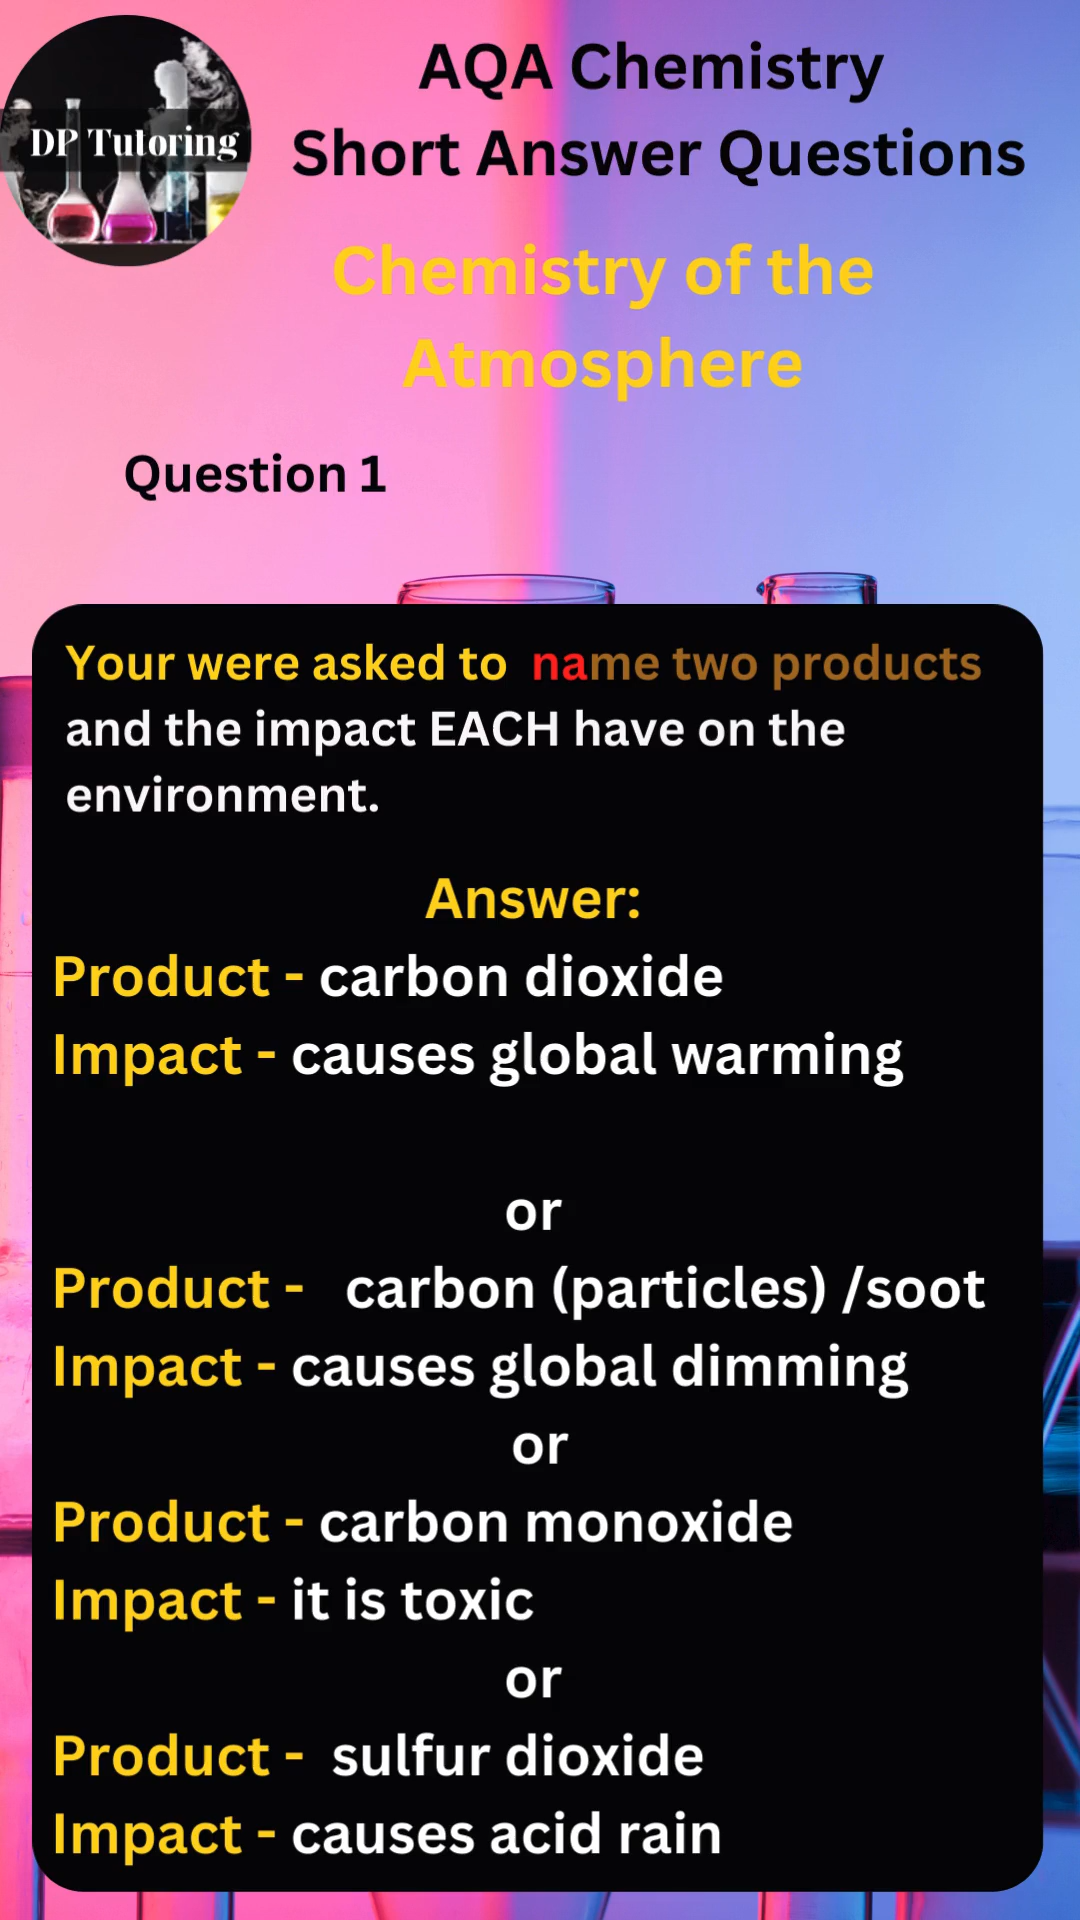 DP Tutoring
AQA Chemistry
Short Answer Questions
Chemistry of the
Atmosphere
Question 1
Your were asked to name two products
and the impact EACH have on the
environment.
Answer:
Product - carbon dioxide
Impact - causes global warming
or
Product - carbon (particles) /soot
Impact - causes global dimming
or
Product - carbon monoxide
Impact - it is toxic
or
Product - sulfur dioxide
Impact - causes acid rain